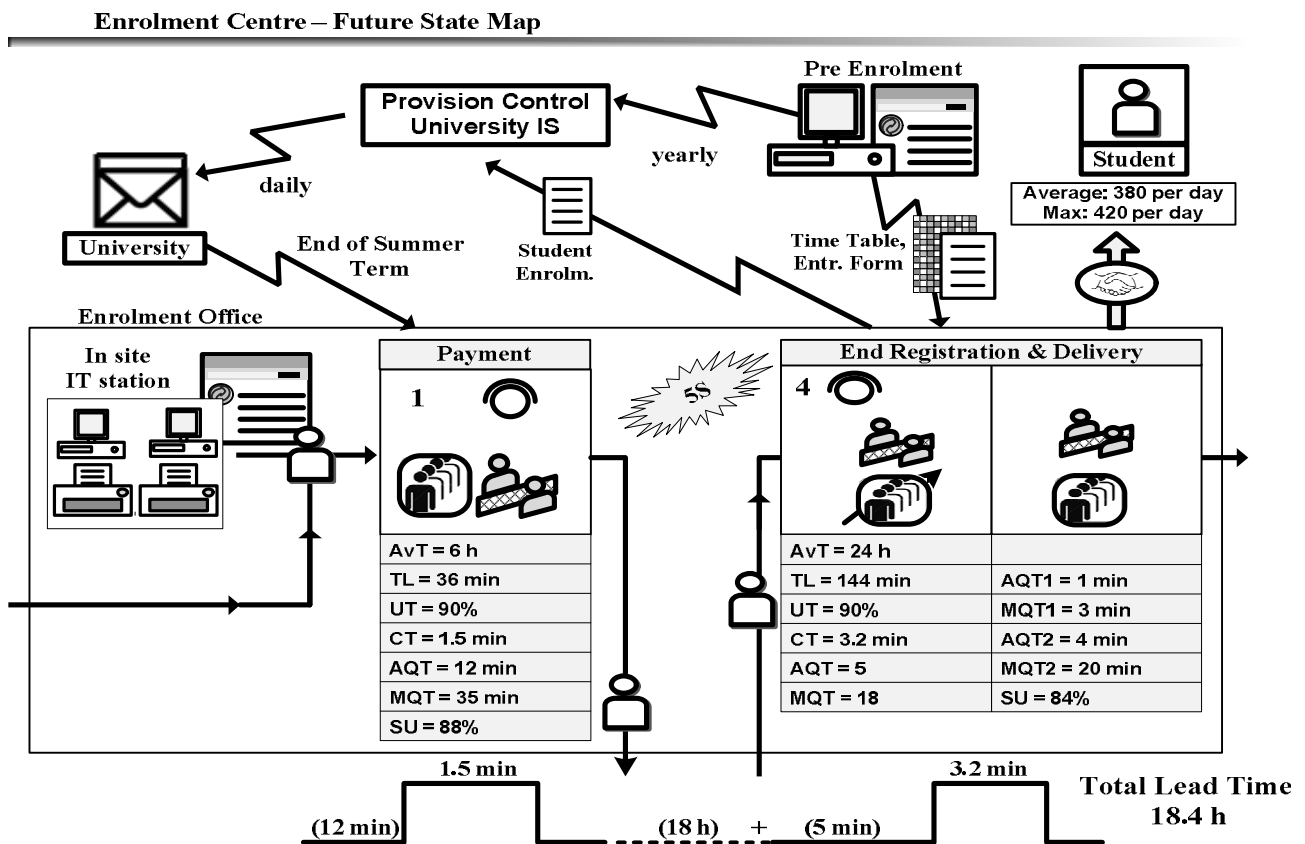 Enrolment Centre – Future State Map
Pre Enrolment
Provision Control
University IS
yearly
daily
Student
Average: 380 per day
Max: 420 per day
University
End of Summer
Term
Student
Enrolm.
Time Table,
Entr. Form
Enrolment Office
In site
IT station
Payment
1
5S
End Registration & Delivery
4
AvT = 6 h
TL = 36 min
UT = 90%
CT = 1.5 min
AQT = 12 min
MQT = 35 min
SU = 88%
AvT = 24 h
TL = 144 min
UT = 90%
CT = 3.2 min
AQT = 5
MQT = 18
AQT1 = 1 min
MQT1 = 3 min
AQT2 = 4 min
MQT2 = 20 min
SU = 84%
1.5 min
3.2 min
(12 min)
(18 h) +
(5 min)
Total Lead Time
18.4 h